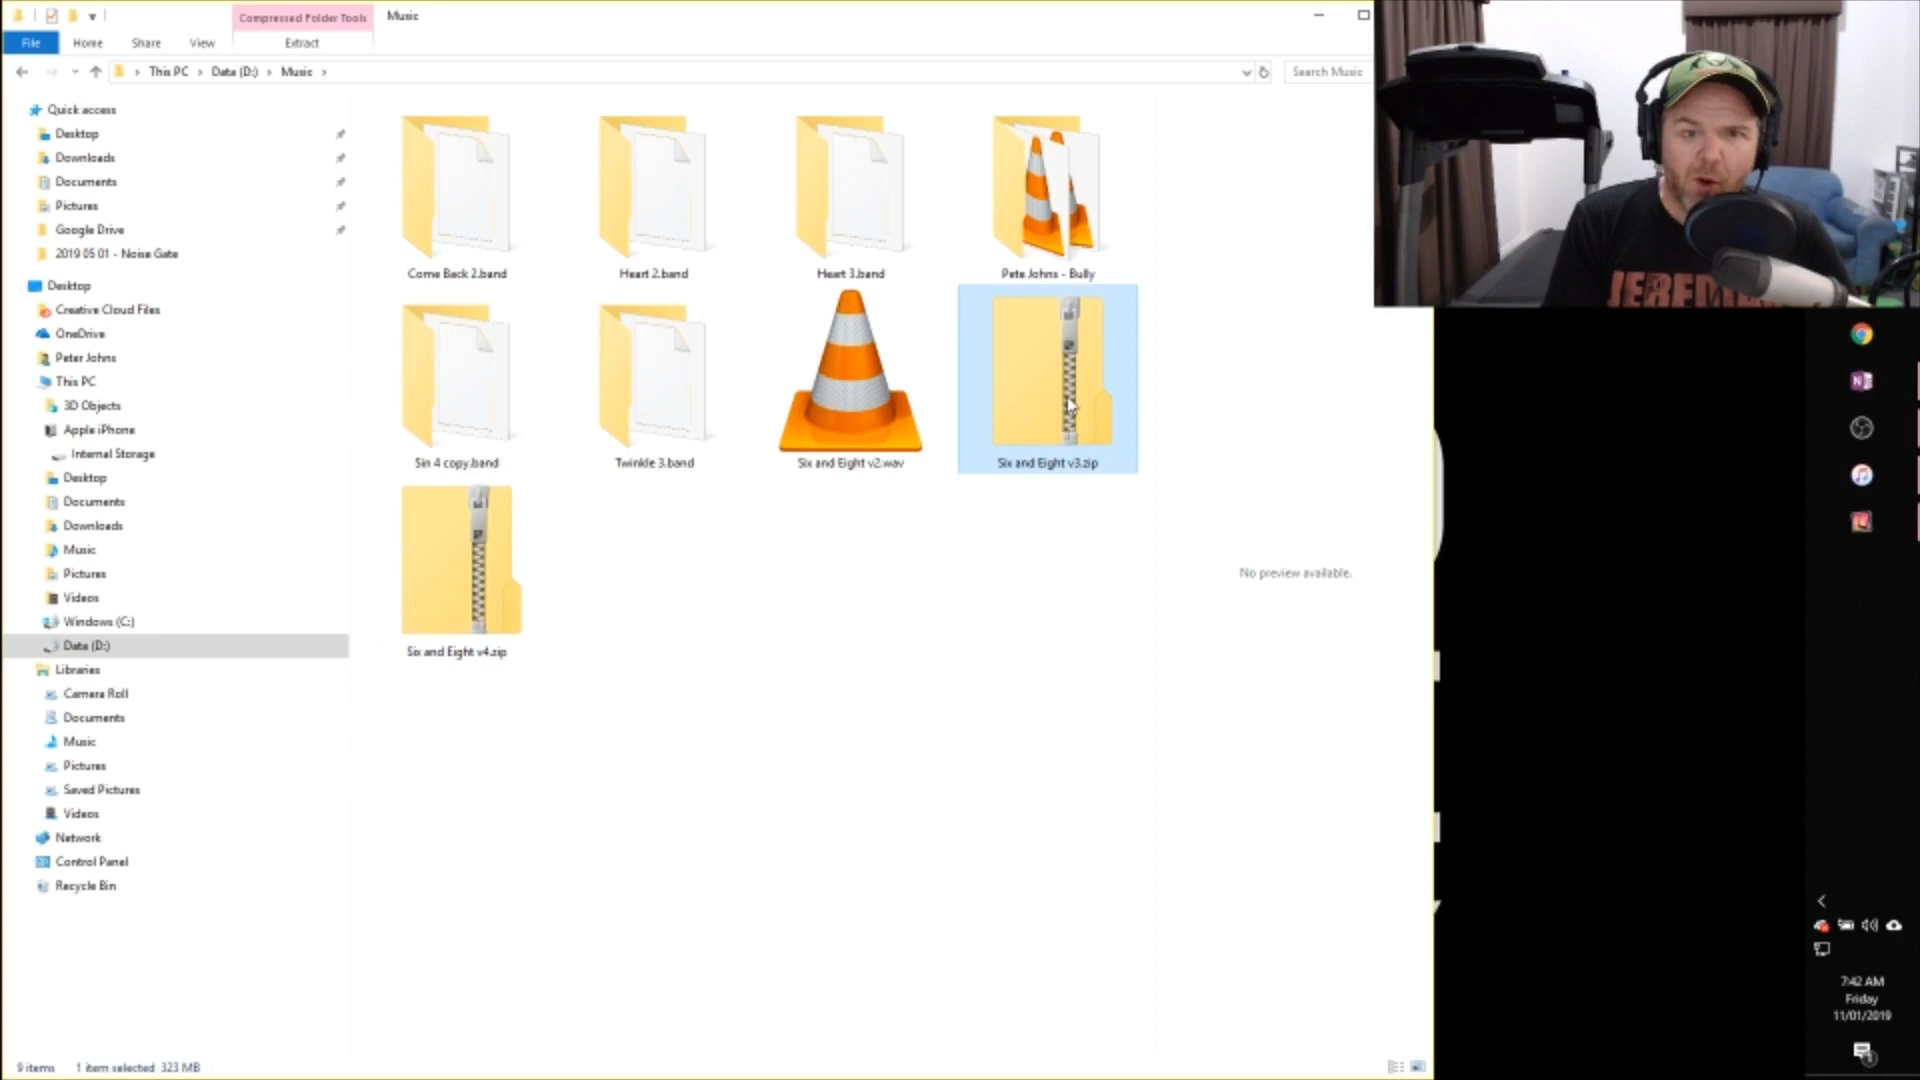 Compressed Folder Tools
Music
File
Home
Share
View
Extract
This PC
Data (D:)
Music
Search Music
Quick access
Desktop
Downloads
Documents
Pictures
Google Drive
2019 05 01 - Noise Gate
Desktop
Creative Cloud Files
OneDrive
Peter Johns
This PC
3D Objects
Apple iPhone
Internal Storage
Desktop
Documents
Downloads
Music
Pictures
Videos
Windows (C:)
Data (D:)
Libraries
Camera Roll
Documents
Music
Pictures
Saved Pictures
Videos
Network
Control Panel
Recycle Bin
Come Back 2.band
Heart 2.band
Heart 3.band
Pete Johns - Bully
Sin 4 copy.band
Twinkle 3.band
Six and Eight v2.wav
Six and Eight v3.zip
Six and Eight v4.zip
No preview available.
9 items
1 item selected 323 MB
7:42 AM
Friday
11/01/2019